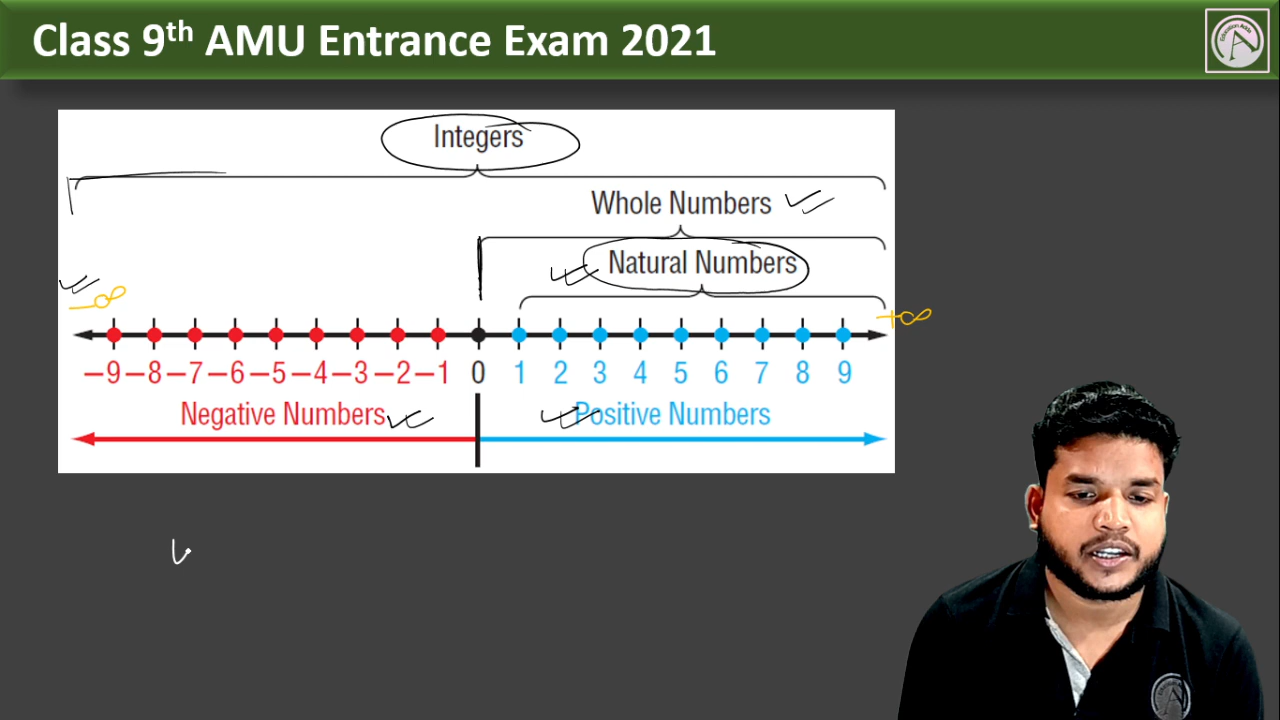 Class 9th AMU Entrance Exam 2021
Integers
Whole Numbers
Natural Numbers
−∞ +∞
−9 −8 −7 −6 −5 −4 −3 −2 −1 0 1 2 3 4 5 6 7 8 9
Negative Numbers Positive Numbers